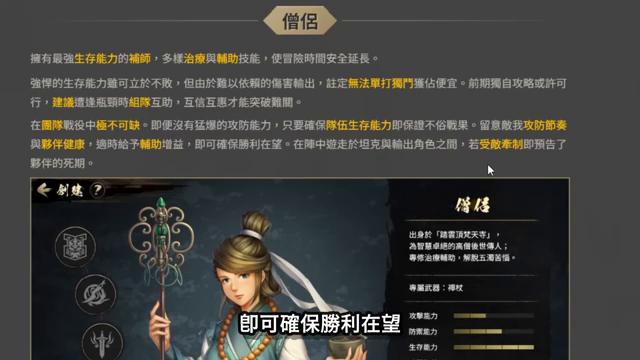 僧侶
擁有最強生存能力的補師，多樣治療與輔助技能，使冒險時間安全延長。
強悍的生存能力雖可立於不敗，但由於難以依賴的傷害輸出，註定無法單打獨鬥獲佔便宜。前期獨自攻略或許可
行，建議遭逢瓶頸時組隊互助，互信互惠才能突破難關。
在團隊戰役中極不可缺。即便沒有猛爆的攻防能力，只要確保隊伍生存能力即保證不俗戰果。留意敵我攻防節奏
與夥伴健康，適時給予輔助增益，即可確保勝利在望。在陣中遊走於坦克與輸出角色之間，若受敵牽制即預告了
夥伴的死期。
創建 ?
僧侶
出身於「踏雲頂梵天寺」，
為智慧卓絕的高僧後世傳人；
專修治療輔助，解脫五濁苦惱。
專屬武器：禪杖
攻擊能力
防禦能力
生存能力
即可確保勝利在望